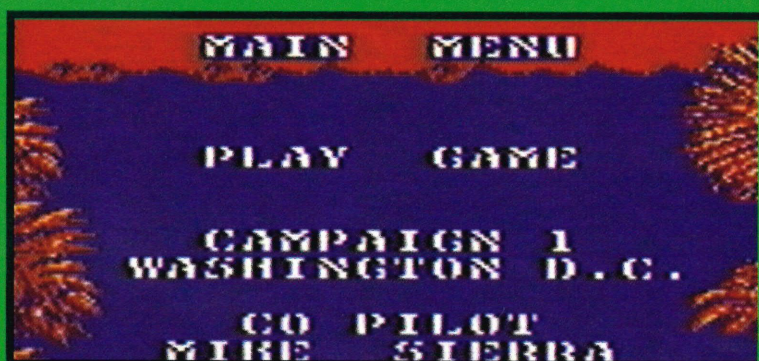 MAIN MENU
PLAY GAME
CAMPAIGN 1
WASHINGTON D.C.
CO PILOT
MIKE SIERRA